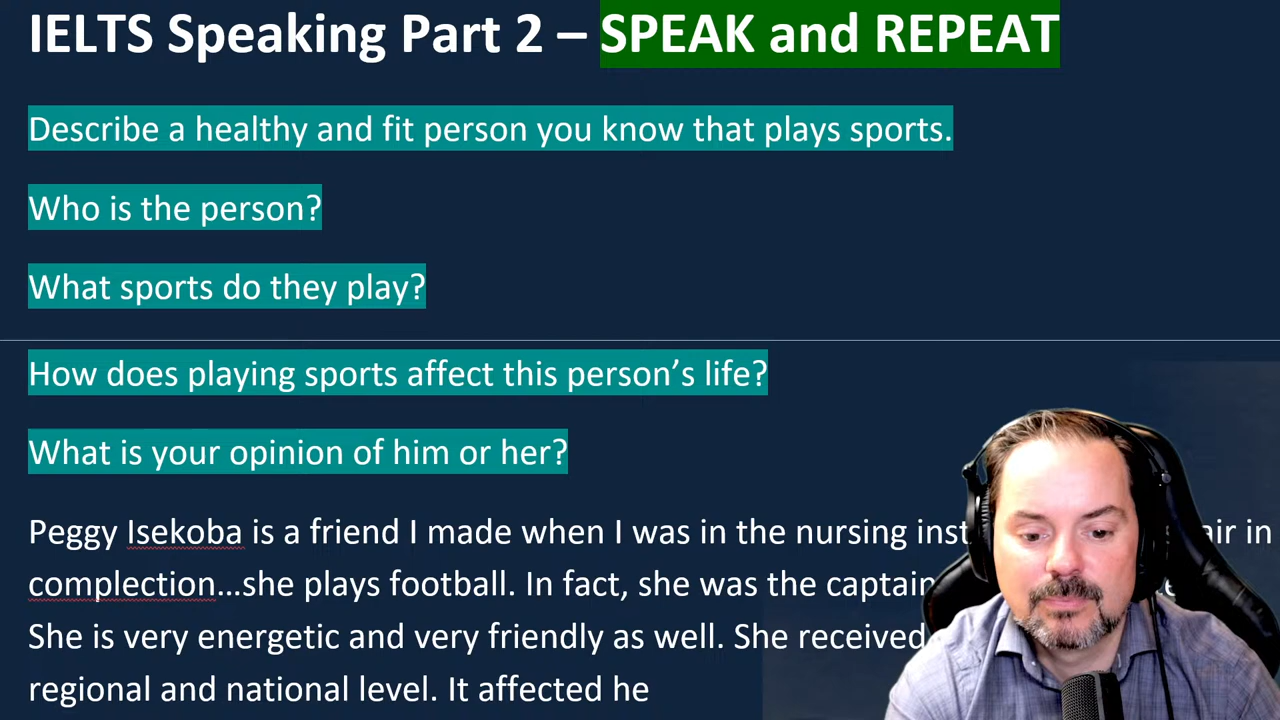 IELTS Speaking Part 2 – SPEAK and REPEAT
Describe a healthy and fit person you know that plays sports.
Who is the person?
What sports do they play?
How does playing sports affect this person’s life?
What is your opinion of him or her?
Peggy Isekoba is a friend I made when I was in the nursing in
complection…she plays football. In fact, she was the captain
She is very energetic and very friendly as well. She received
regional and national level. It affected he